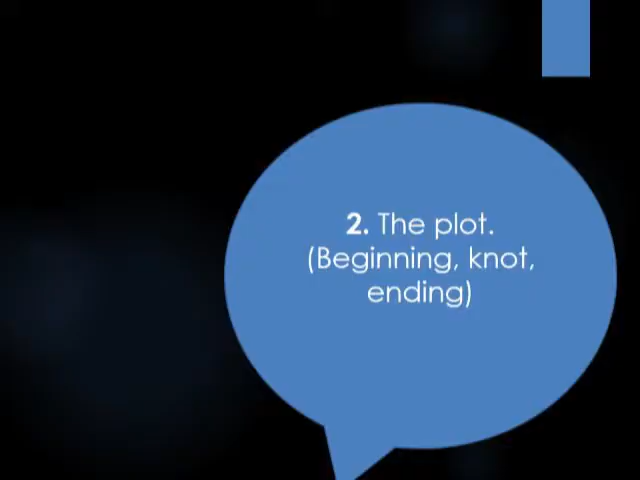 2. The plot.
(Beginning, knot,
ending)